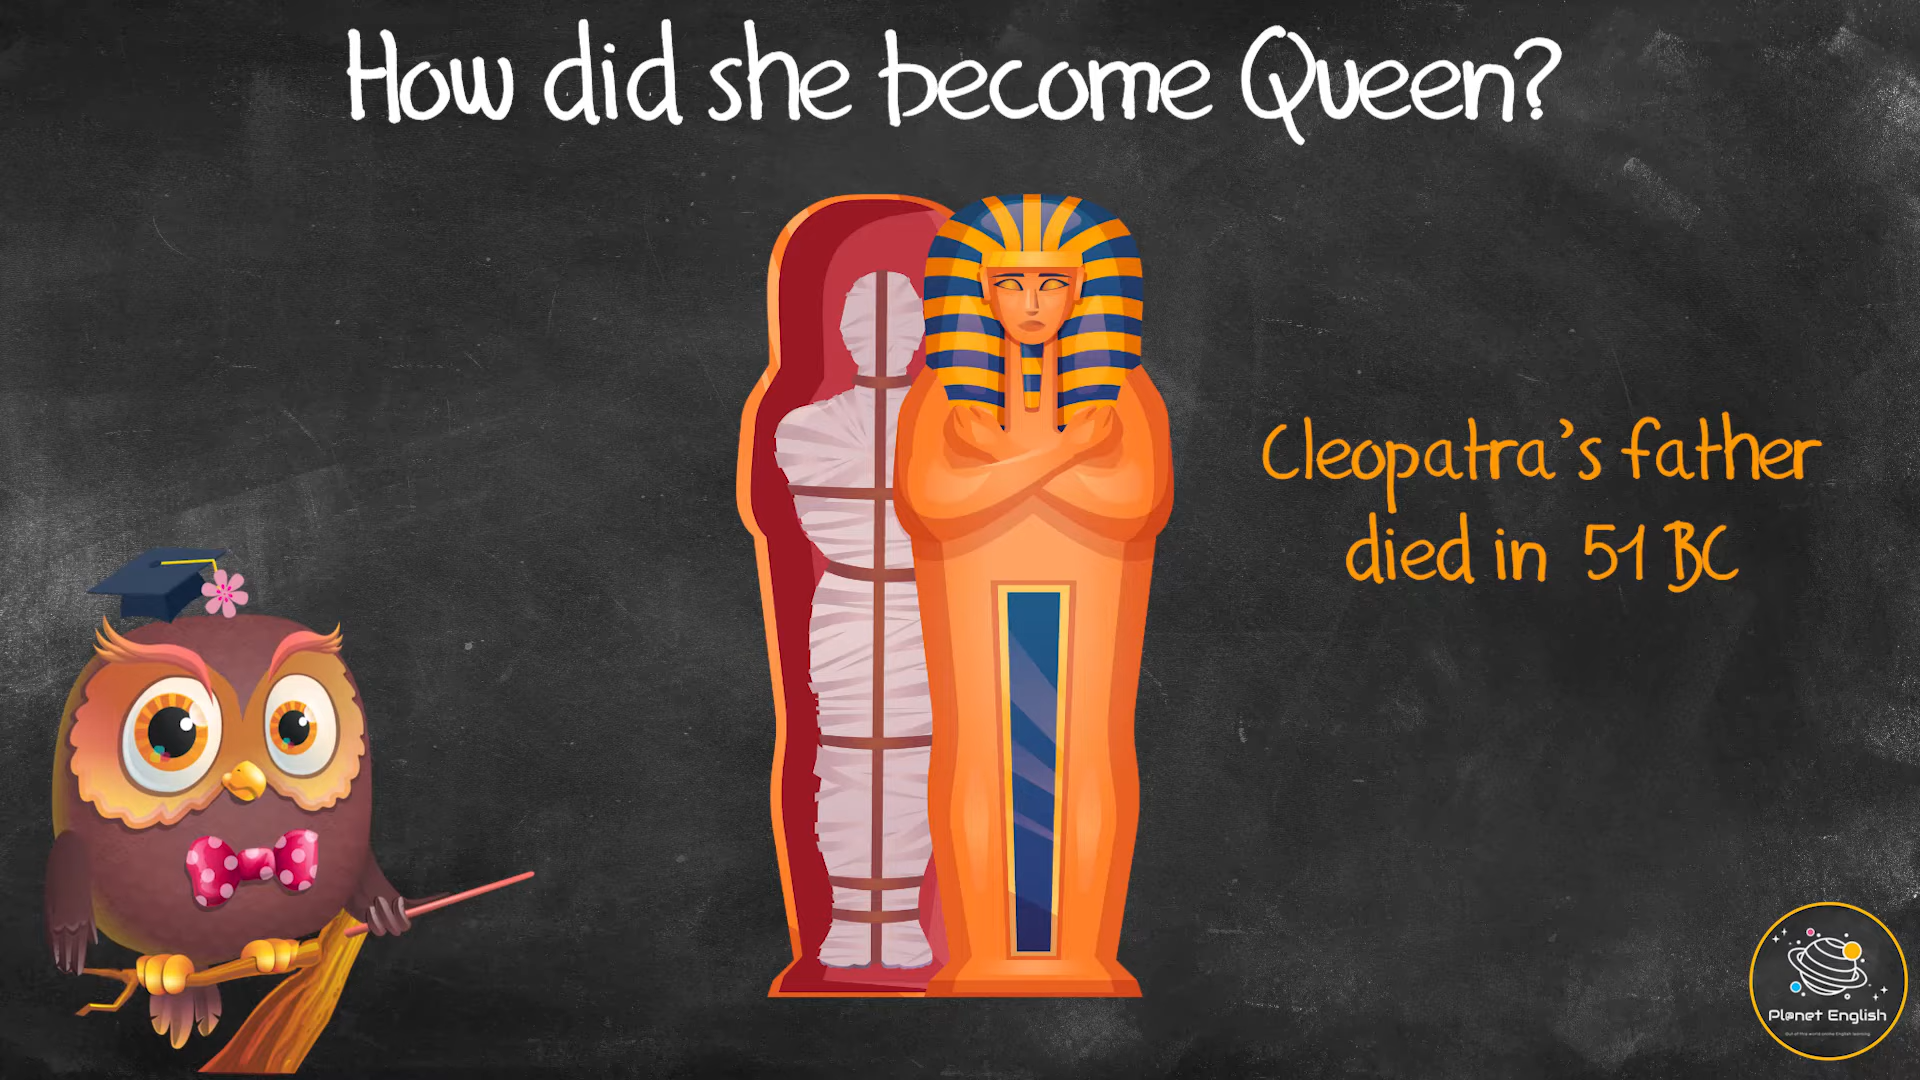 How did she become Queen?
Cleopatra's father
died in 51 BC
Planet English